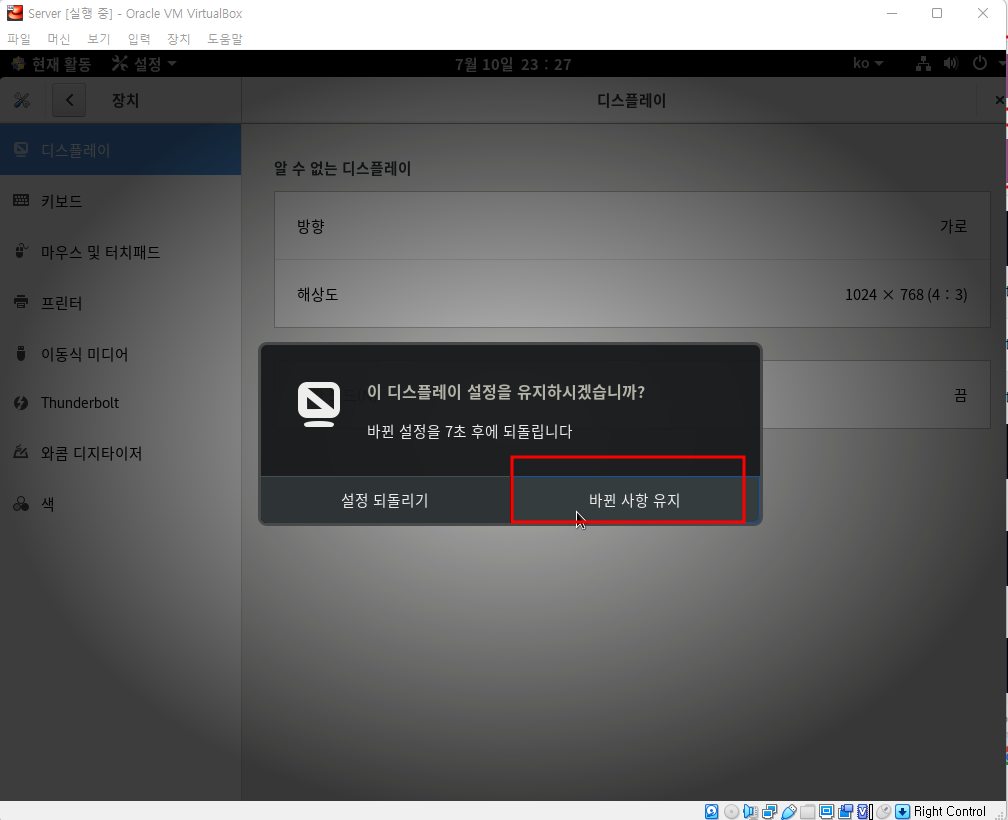 Server [실행 중] - Oracle VM VirtualBox
파일 머신 보기 입력 장치 도움말
현재 활동 설정 7월 10일 23 : 27 ko
장치 디스플레이
디스플레이
키보드
마우스 및 터치패드
프린터
이동식 미디어
Thunderbolt
와콤 디지타이저
색
알 수 없는 디스플레이
방향 가로
해상도 1024 × 768 (4 : 3)
끔
이 디스플레이 설정을 유지하시겠습니까?
바뀐 설정을 7초 후에 되돌립니다
설정 되돌리기 바뀐 사항 유지
Right Control